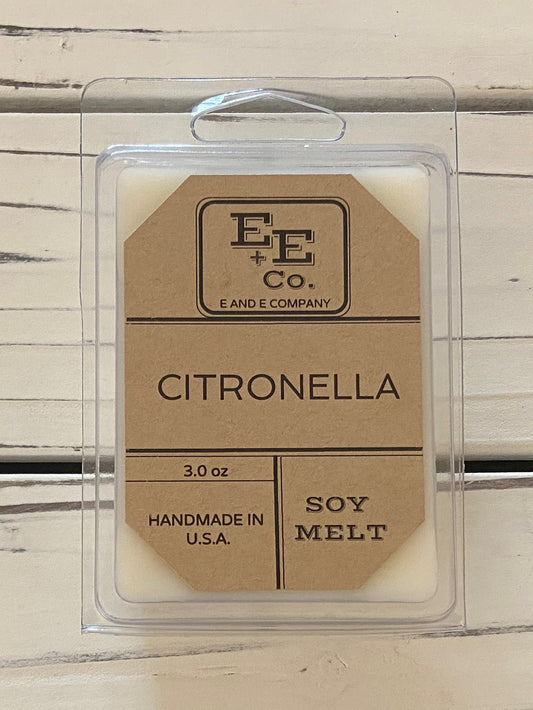 E
+ E
Co.
E AND E COMPANY
CITRONELLA
3.0 oz
HANDMADE IN
U.S.A.
SOY
MELT